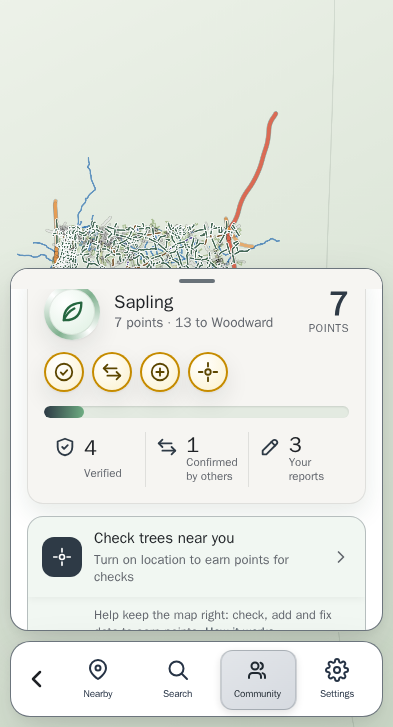 Sapling
7 points · 13 to Woodward
7
POINTS
4
Verified
1
Confirmed
by others
3
Your
reports
Check trees near you
Turn on location to earn points for
checks
Help keep the map right: check, add and fix
Nearby
Search
Community
Settings